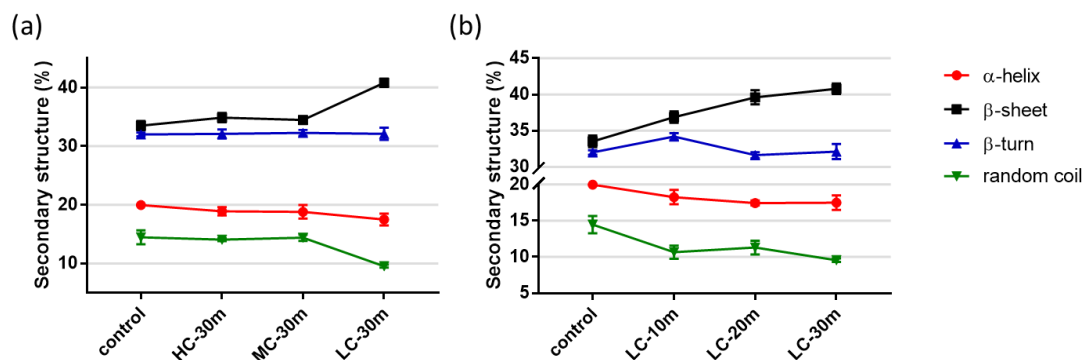 (a)
(b)
Secondary structure (%)
40
30
20
10
control
HC-30m
MC-30m
LC-30m
Secondary structure (%)
45
40
35
30
20
15
10
5
control
LC-10m
LC-20m
LC-30m
α-helix
β-sheet
β-turn
random coil